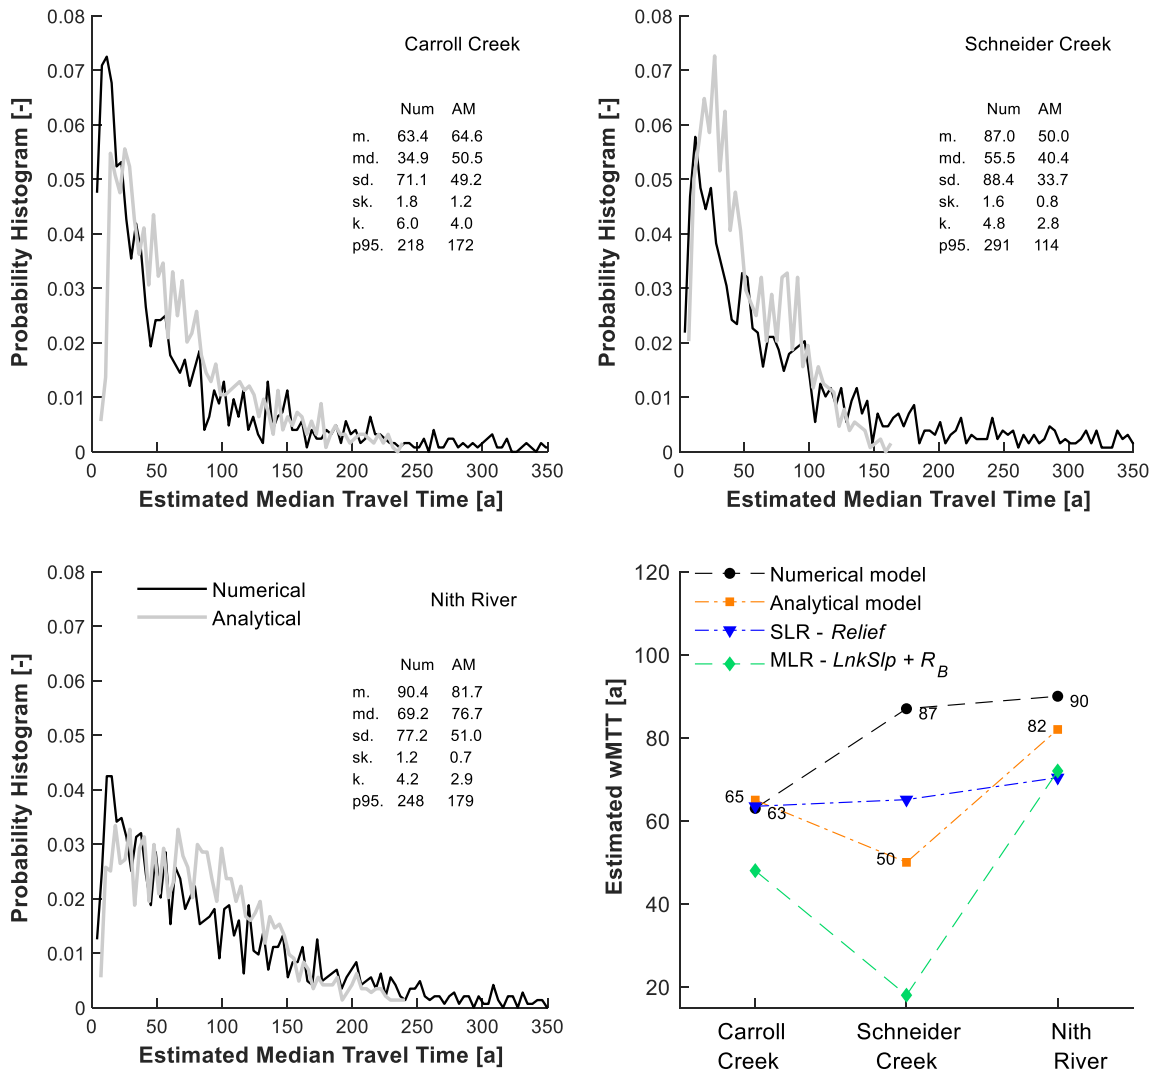 Carroll Creek
Num AM
m. 63.4 64.6
md. 34.9 50.5
sd. 71.1 49.2
sk. 1.8 1.2
k. 6.0 4.0
p95. 218 172
0.08
0.07
0.06
0.05
0.04
0.03
0.02
0.01
0
0 50 100 150 200 250 300 350
Probability Histogram [-]
Estimated Median Travel Time [a]
Schneider Creek
Num AM
m. 87.0 50.0
md. 55.5 40.4
sd. 88.4 33.7
sk. 1.6 0.8
k. 4.8 2.8
p95. 291 114
0.08
0.07
0.06
0.05
0.04
0.03
0.02
0.01
0
0 50 100 150 200 250 300 350
Probability Histogram [-]
Estimated Median Travel Time [a]
Numerical
Analytical
Nith River
Num AM
m. 90.4 81.7
md. 69.2 76.7
sd. 77.2 51.0
sk. 1.2 0.7
k. 4.2 2.9
p95. 248 179
0.08
0.07
0.06
0.05
0.04
0.03
0.02
0.01
0
0 50 100 150 200 250 300 350
Probability Histogram [-]
Estimated Median Travel Time [a]
Numerical model
Analytical model
SLR - Relief
MLR - LnkSlp + R_B
120
100
80
60
40
20
Estimated wMTT [a]
65
63
87
50
90
82
Carroll
Creek
Schneider
Creek
Nith
River